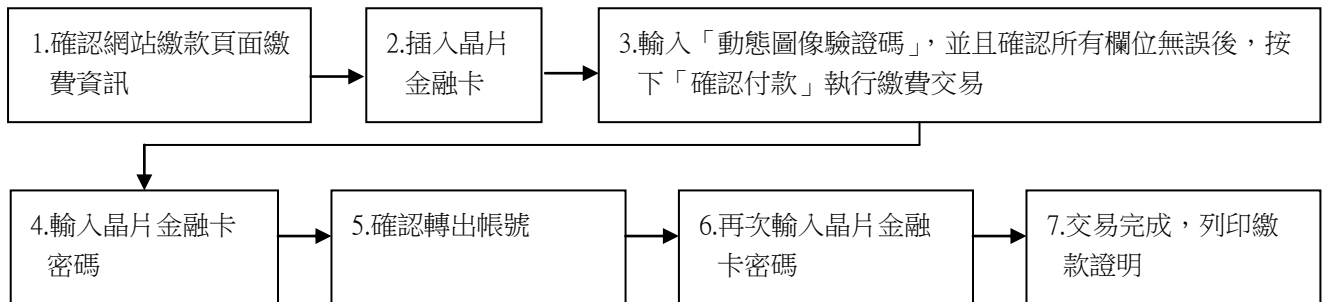 1.確認網站繳款頁面繳
費資訊
2.插入晶片
金融卡
3.輸入「動態圖像驗證碼」，並且確認所有欄位無誤後，按
下「確認付款」執行繳費交易
4.輸入晶片金融卡
密碼
5.確認轉出帳號
6.再次輸入晶片金融
卡密碼
7.交易完成，列印繳
款證明